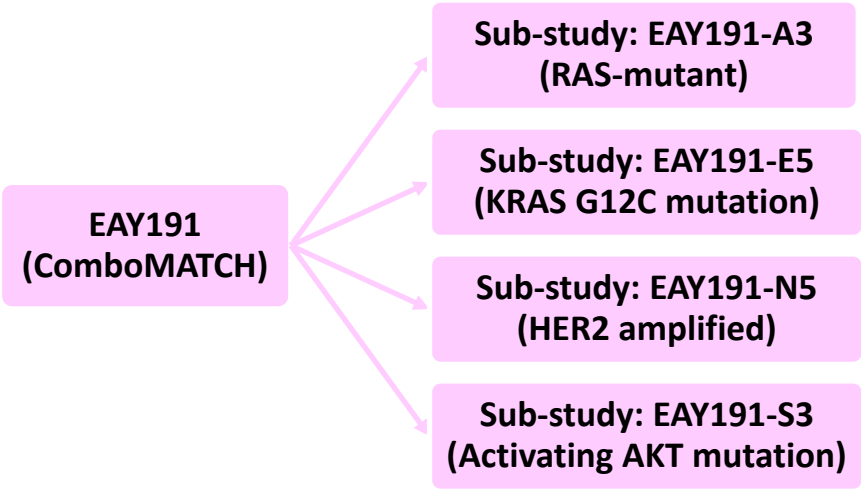 Sub-study: EAY191-A3
(RAS-mutant)
Sub-study: EAY191-E5
(KRAS G12C mutation)
EAY191
(ComboMATCH)
Sub-study: EAY191-N5
(HER2 amplified)
Sub-study: EAY191-S3
(Activating AKT mutation)